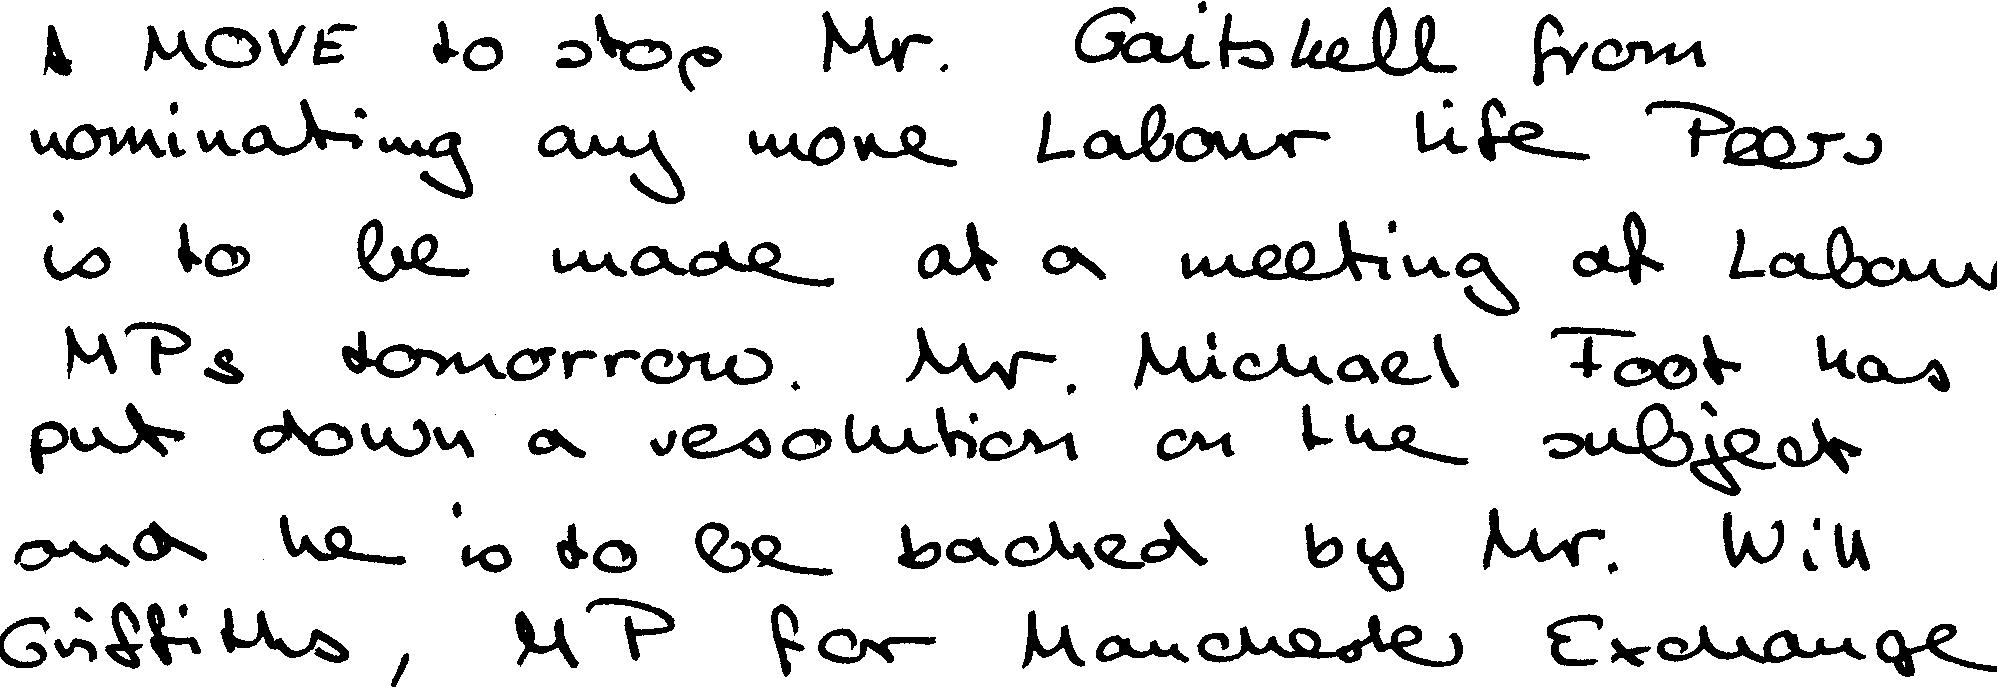 A MOVE to stop Mr. Gaitskell from
nominating any more Labour life Peers
is to be made at a meeting of Labour
MPs tomorrow. Mr. Michael Foot has
put down a resolution on the subject
and he is to be backed by Mr. Will
Griffiths, MP for Manchester Exchange